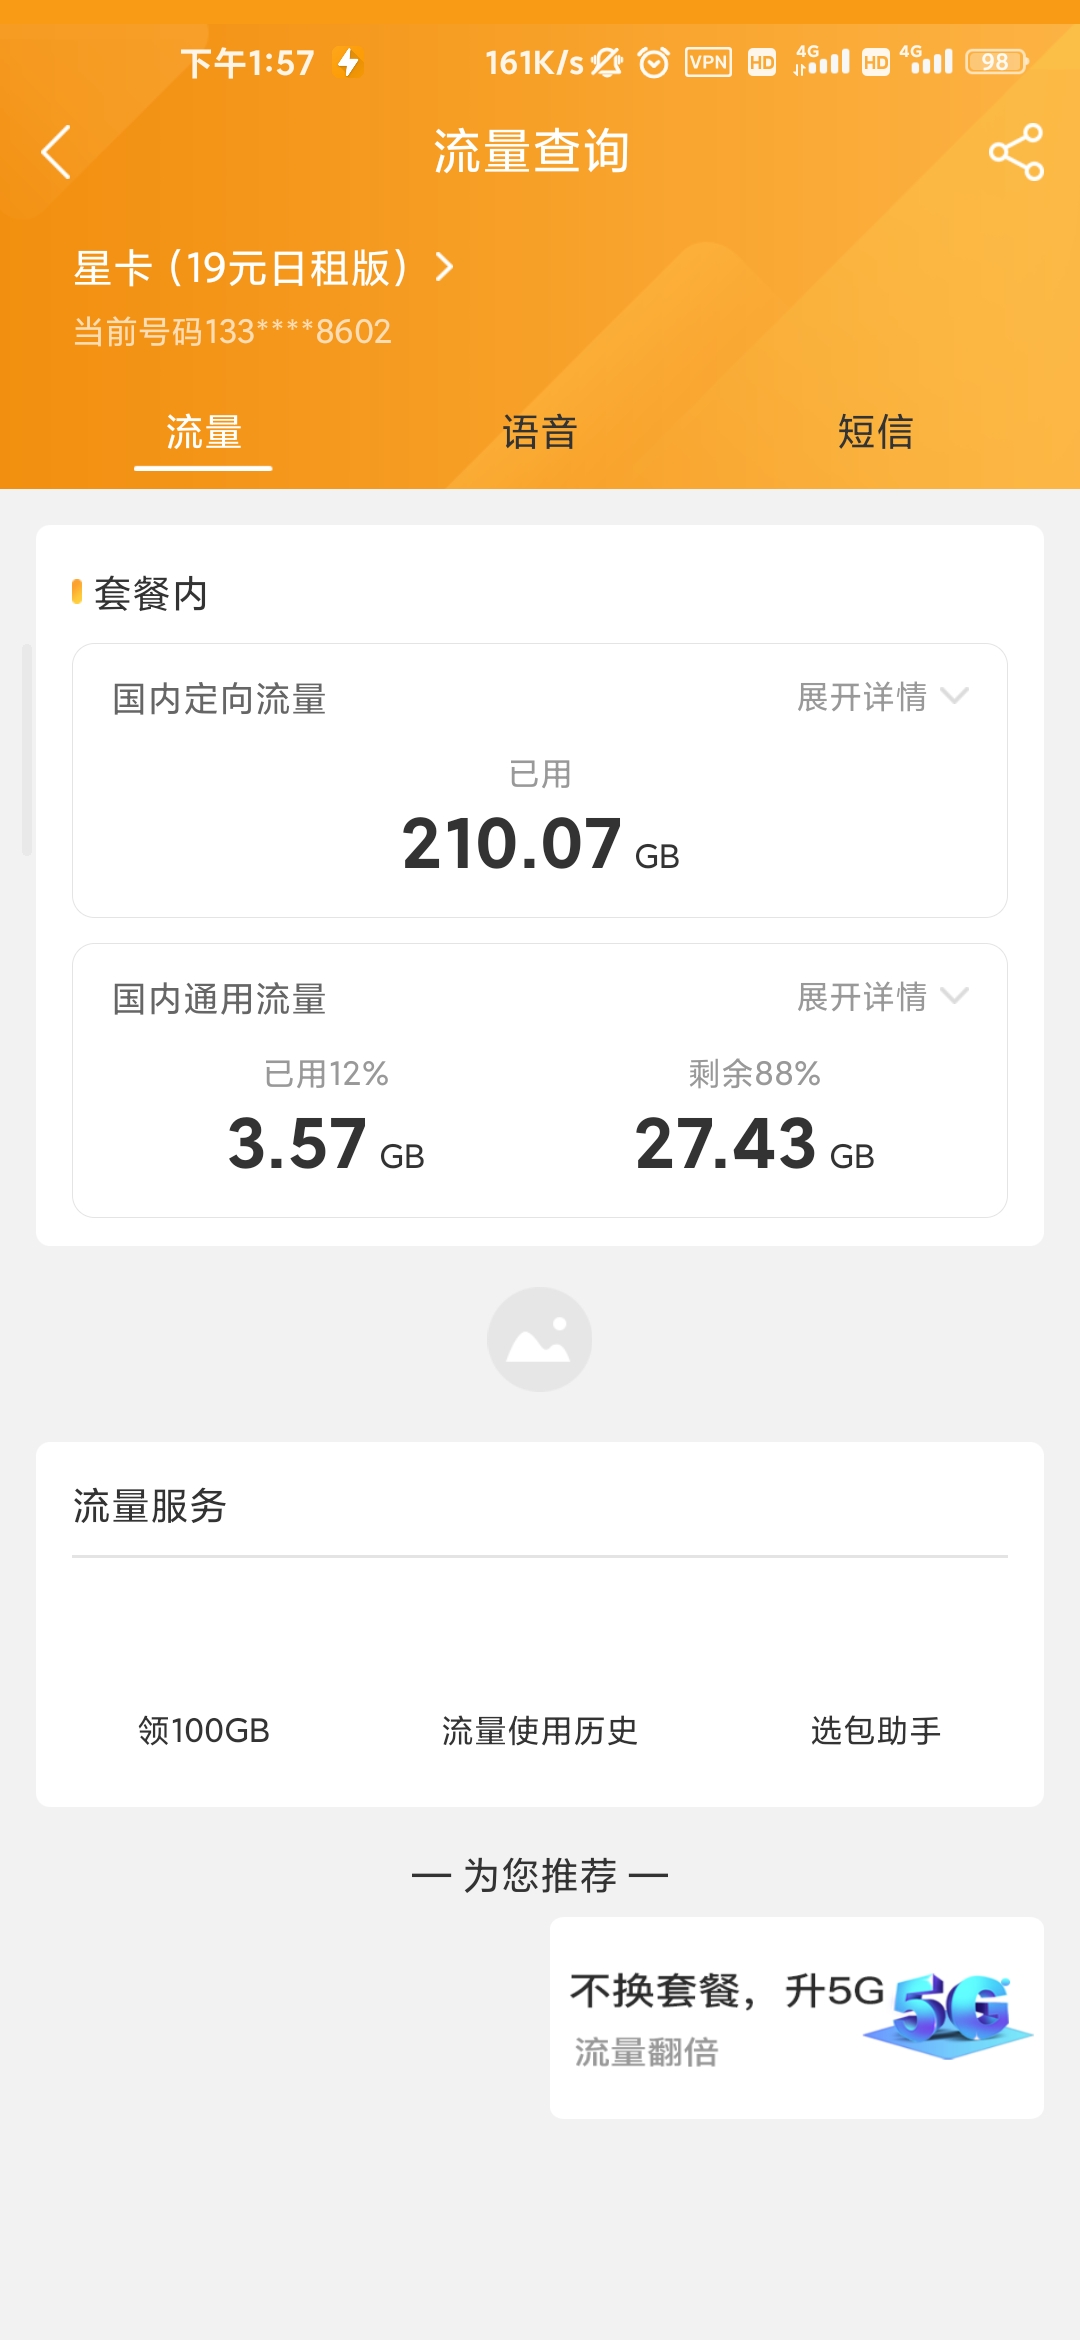 下午1:57 161K/s VPN HD 4G HD 4G 98
流量查询
星卡（19元日租版）
当前号码133****8602
流量 语音 短信
套餐内
国内定向流量 展开详情
已用
210.07 GB
国内通用流量 展开详情
已用12% 剩余88%
3.57 GB 27.43 GB
流量服务
领100GB 流量使用历史 选包助手
— 为您推荐 —
不换套餐，升5G 5G
流量翻倍